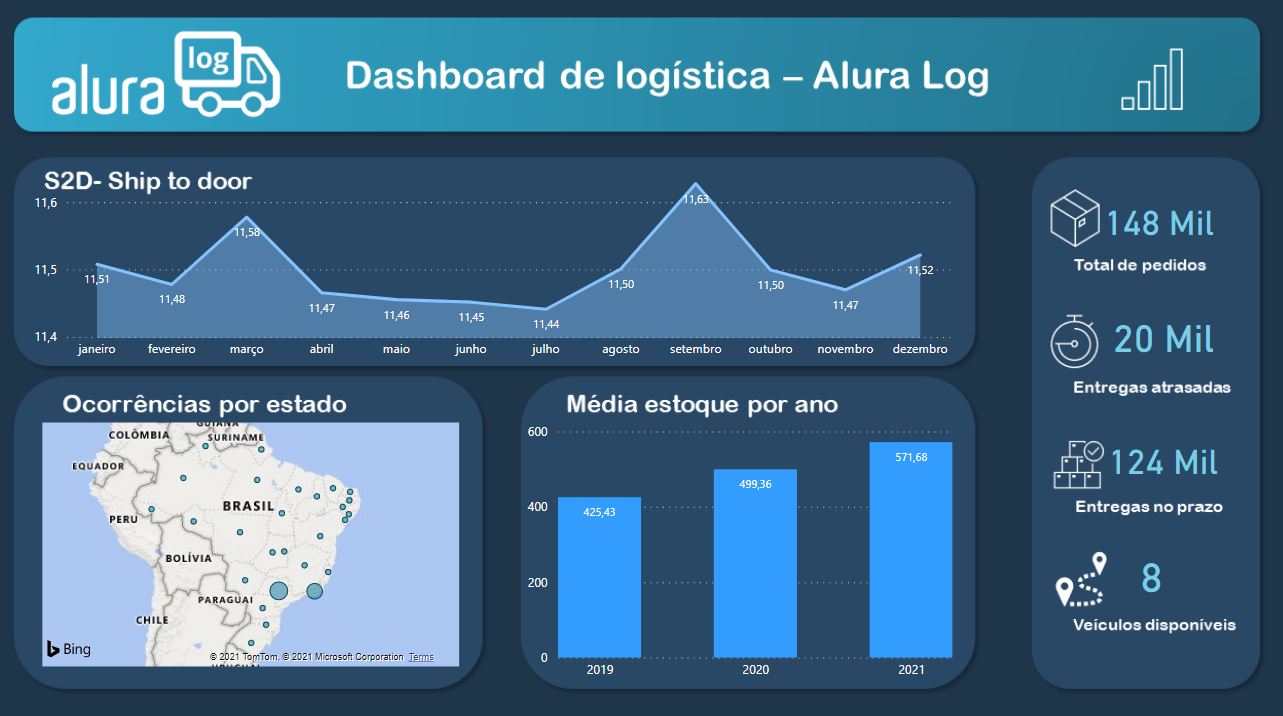 alura log
Dashboard de logística – Alura Log
S2D- Ship to door
11,6
11,5
11,4
11,51
11,48
11,58
11,47
11,46
11,45
11,44
11,50
11,63
11,50
11,47
11,52
janeiro
fevereiro
março
abril
maio
junho
julho
agosto
setembro
outubro
novembro
dezembro
148 Mil
Total de pedidos
20 Mil
Entregas atrasadas
124 Mil
Entregas no prazo
8
Veículos disponíveis
Ocorrências por estado
GUIANA
COLÔMBIA
SURINAME
EQUADOR
BRASIL
PERU
BOLÍVIA
PARAGUAI
CHILE
Bing
© 2021 TomTom, © 2021 Microsoft Corporation Terms
Média estoque por ano
600
400
200
0
425,43
499,36
571,68
2019
2020
2021